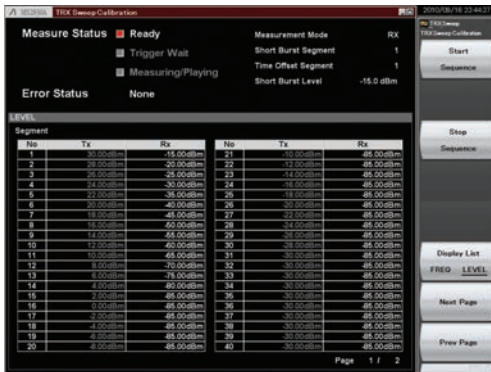 MS2690A TRX Sweep Calibration
2010/08/16 22:44:27
Measure Status Ready
Trigger Wait
Measuring/Playing
Error Status None
Measurement Mode RX
Short Burst Segment 1
Time Offset Segment 1
Short Burst Level -15.0 dBm
LEVEL
Segment
No Tx Rx No Tx Rx
1 30.00dBm -15.00dBm 21 -10.00dBm -85.00dBm
2 28.00dBm -20.00dBm 22 -12.00dBm -85.00dBm
3 26.00dBm -25.00dBm 23 -14.00dBm -85.00dBm
4 24.00dBm -30.00dBm 24 -16.00dBm -85.00dBm
5 22.00dBm -35.00dBm 25 -18.00dBm -85.00dBm
6 20.00dBm -40.00dBm 26 -20.00dBm -85.00dBm
7 18.00dBm -45.00dBm 27 -22.00dBm -85.00dBm
8 16.00dBm -50.00dBm 28 -24.00dBm -85.00dBm
9 14.00dBm -55.00dBm 29 -26.00dBm -85.00dBm
10 12.00dBm -60.00dBm 30 -28.00dBm -85.00dBm
11 10.00dBm -65.00dBm 31 -30.00dBm -85.00dBm
12 8.00dBm -70.00dBm 32 -30.00dBm -85.00dBm
13 6.00dBm -75.00dBm 33 -30.00dBm -85.00dBm
14 4.00dBm -80.00dBm 34 -30.00dBm -85.00dBm
15 2.00dBm -85.00dBm 35 -30.00dBm -85.00dBm
16 0.00dBm -85.00dBm 36 -30.00dBm -85.00dBm
17 -2.00dBm -85.00dBm 37 -30.00dBm -85.00dBm
18 -4.00dBm -85.00dBm 38 -30.00dBm -85.00dBm
19 -6.00dBm -85.00dBm 39 -30.00dBm -85.00dBm
20 -8.00dBm -85.00dBm 40 -30.00dBm -85.00dBm
Page 1 / 2
TRX Sweep
TRX Sweep Calibration
Start
Sequence
Stop
Sequence
Display List
FREQ LEVEL
Next Page
Prev Page